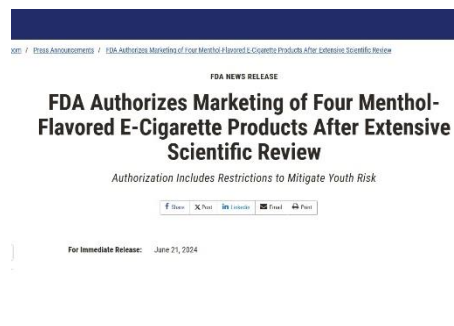 / Press Announcements / FDA Authorizes Marketing of Four Menthol-Flavored E-Cigarette Products After Extensive Scientific Review
FDA NEWS RELEASE
FDA Authorizes Marketing of Four Menthol-
Flavored E-Cigarette Products After Extensive
Scientific Review
Authorization Includes Restrictions to Mitigate Youth Risk
f Share X Post in Linkedin Email Print
For Immediate Release: June 21, 2024